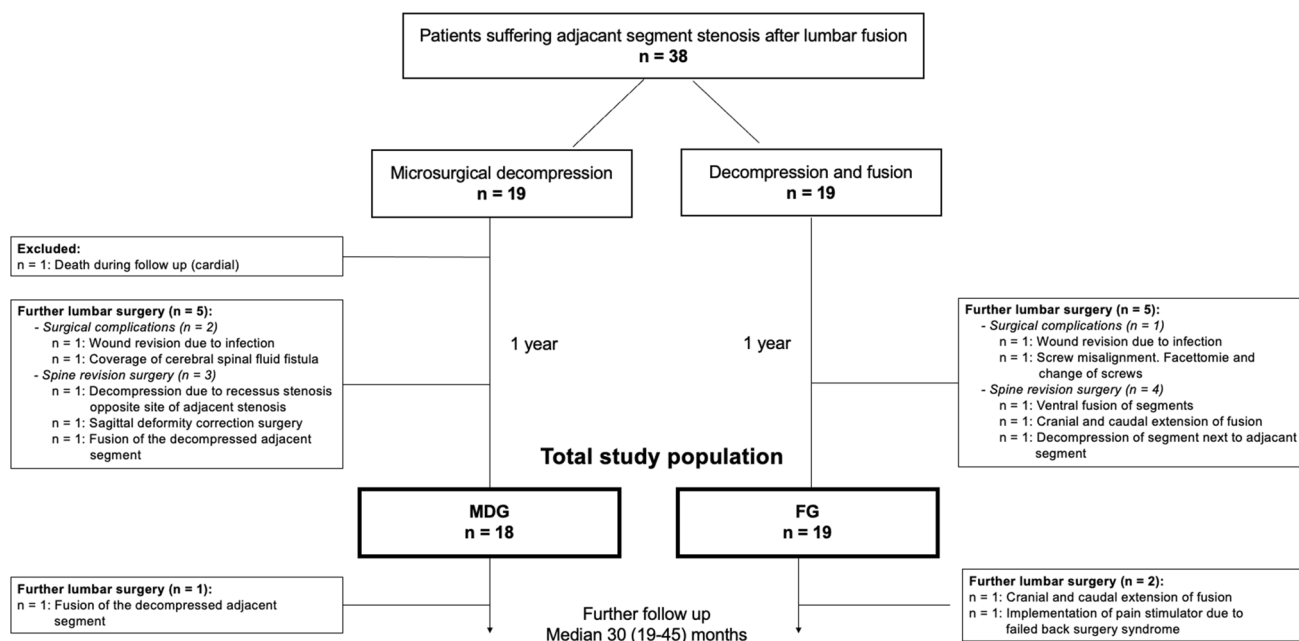 Patients suffering adjacent segment stenosis after lumbar fusion
n = 38
Microsurgical decompression
n = 19
Decompression and fusion
n = 19
Excluded:
n = 1: Death during follow up (cardial)
Further lumbar surgery (n = 5):
- Surgical complications (n = 2)
n = 1: Wound revision due to infection
n = 1: Coverage of cerebral spinal fluid fistula
- Spine revision surgery (n = 3)
n = 1: Decompression due to recessus stenosis
opposite site of adjacent stenosis
n = 1: Sagittal deformity correction surgery
n = 1: Fusion of the decompressed adjacent
segment
1 year
1 year
Further lumbar surgery (n = 5):
- Surgical complications (n = 1)
n = 1: Wound revision due to infection
n = 1: Screw misalignment. Facettomie and
change of screws
- Spine revision surgery (n = 4)
n = 1: Ventral fusion of segments
n = 1: Cranial and caudal extension of fusion
n = 1: Decompression of segment next to adjacent
segment
Total study population
MDG
n = 18
FG
n = 19
Further lumbar surgery (n = 1):
n = 1: Fusion of the decompressed adjacent
segment
Further follow up
Median 30 (19-45) months
Further lumbar surgery (n = 2):
n = 1: Cranial and caudal extension of fusion
n = 1: Implementation of pain stimulator due to
failed back surgery syndrome